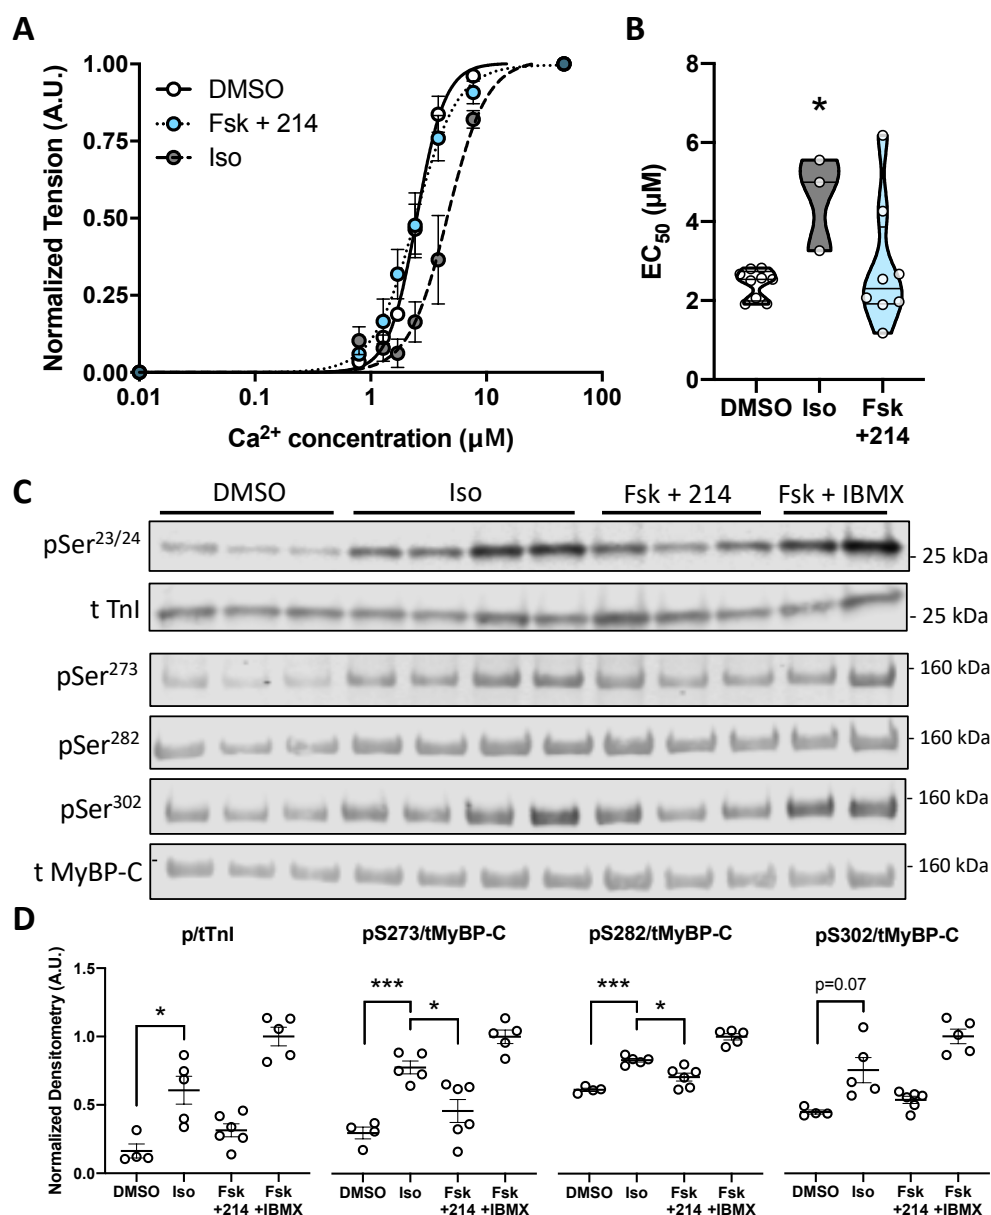 A
B
1.00
0.75
0.50
0.25
0.00
Normalized Tension (A.U.)
DMSO
Fsk + 214
Iso
0.01
0.1
1
10
100
Ca²⁺ concentration (μM)
8
6
4
2
0
EC₅₀ (μM)
*
DMSO
Iso
Fsk
+214
C
DMSO
Iso
Fsk + 214
Fsk + IBMX
pSer²³/²⁴
- 25 kDa
t TnI
- 25 kDa
pSer²⁷³
- 160 kDa
pSer²⁸²
- 160 kDa
pSer³⁰²
- 160 kDa
t MyBP-C
- 160 kDa
D
p/tTnI
pS273/tMyBP-C
pS282/tMyBP-C
pS302/tMyBP-C
Normalized Densitometry (A.U.)
1.5
1.0
0.5
0.0
*
***
*
***
*
p=0.07
DMSO Iso Fsk Fsk
+214 +IBMX
DMSO Iso Fsk Fsk
+214 +IBMX
DMSO Iso Fsk Fsk
+214 +IBMX
DMSO Iso Fsk Fsk
+214 +IBMX